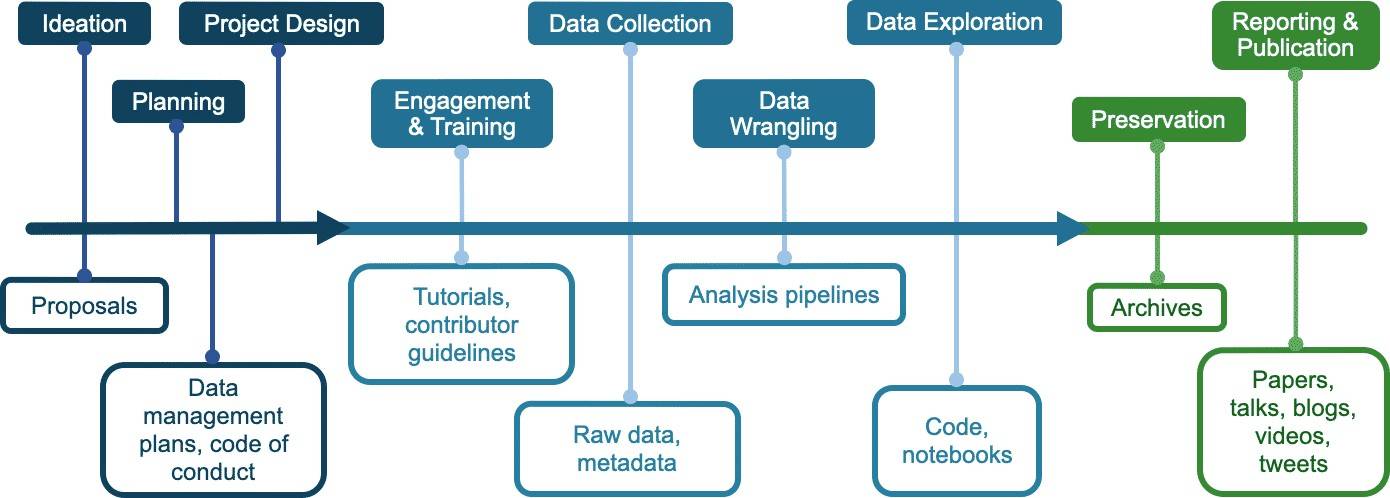 Ideation
Project Design
Data Collection
Data Exploration
Reporting &
Publication
Planning
Engagement
& Training
Data
Wrangling
Preservation
Proposals
Tutorials,
contributor
guidelines
Analysis pipelines
Archives
Data
management
plans, code of
conduct
Raw data,
metadata
Code,
notebooks
Papers,
talks, blogs,
videos,
tweets